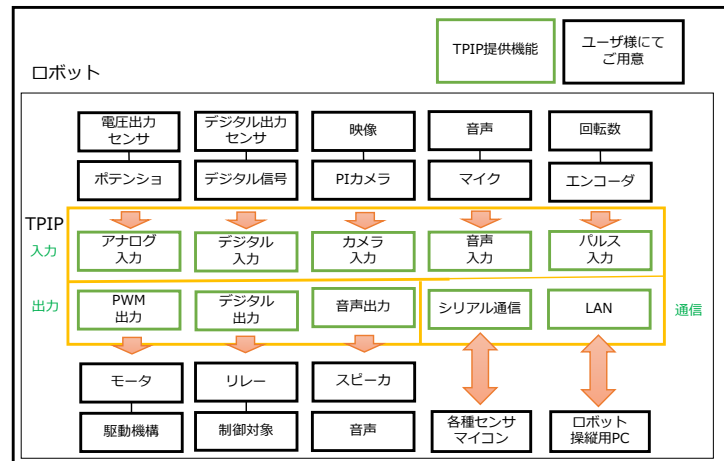 TPIP提供機能
ユーザ様にて
ご用意
ロボット
電圧出力
センサ
デジタル出力
センサ
映像
音声
回転数
ポテンショ
デジタル信号
PIカメラ
マイク
エンコーダ
TPIP
入力
アナログ
入力
デジタル
入力
カメラ
入力
音声
入力
パルス
入力
出力
PWM
出力
デジタル
出力
音声出力
シリアル通信
LAN
通信
モータ
リレー
スピーカ
駆動機構
制御対象
音声
各種センサ
マイコン
ロボット
操縦用PC